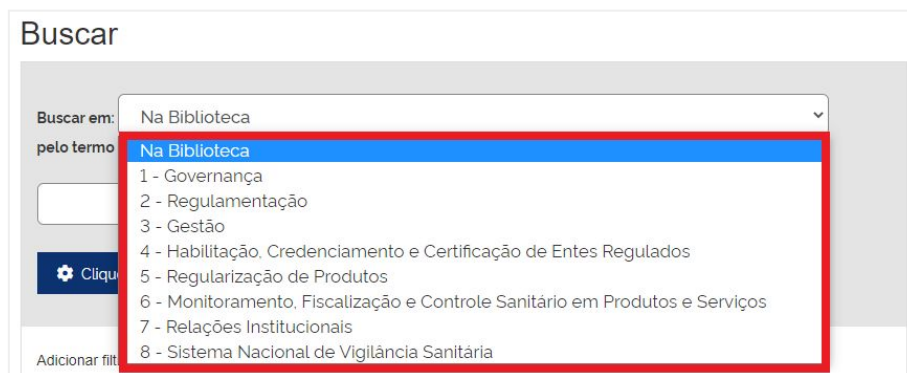 Buscar
Buscar em: Na Biblioteca
pelo termo
Na Biblioteca
1 - Governança
2 - Regulamentação
3 - Gestão
4 - Habilitação, Credenciamento e Certificação de Entes Regulados
5 - Regularização de Produtos
6 - Monitoramento, Fiscalização e Controle Sanitário em Produtos e Serviços
7 - Relações Institucionais
8 - Sistema Nacional de Vigilância Sanitária
Adicionar